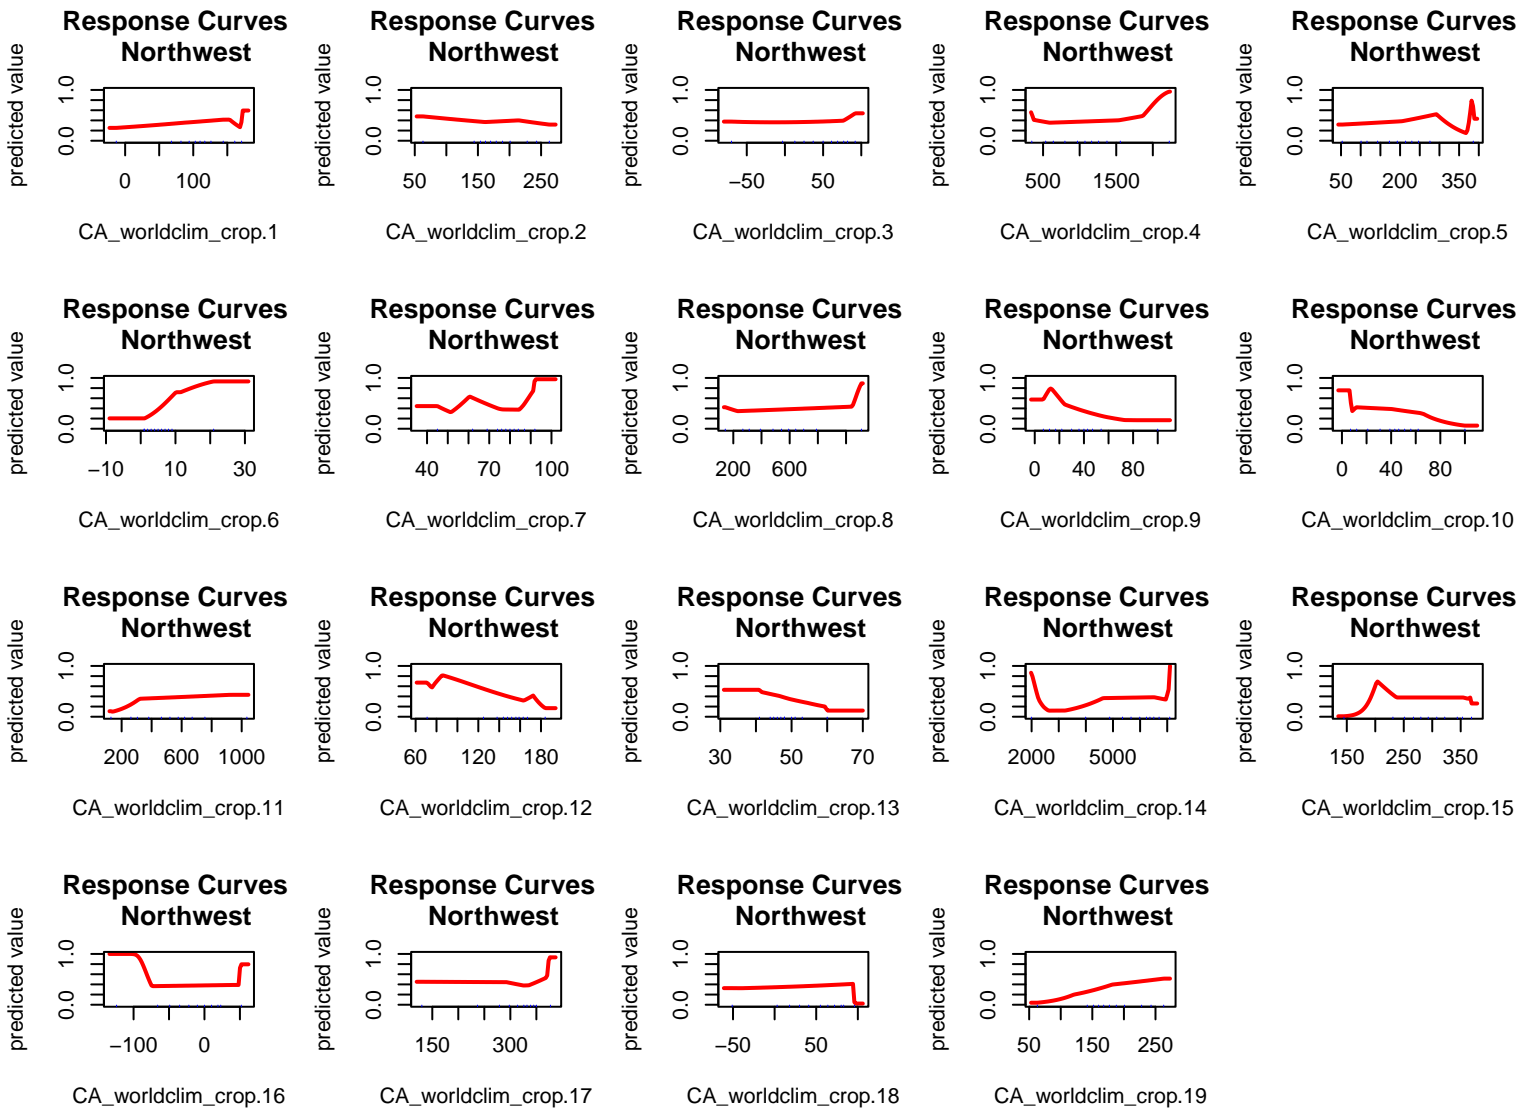 Response Curves
Northwest
predicted value
0.0 1.0
0 100
CA_worldclim_crop.1
Response Curves
Northwest
predicted value
0.0 1.0
50 150 250
CA_worldclim_crop.2
Response Curves
Northwest
predicted value
0.0 1.0
−50 50
CA_worldclim_crop.3
Response Curves
Northwest
predicted value
0.0 1.0
500 1500
CA_worldclim_crop.4
Response Curves
Northwest
predicted value
0.0 1.0
50 200 350
CA_worldclim_crop.5
Response Curves
Northwest
predicted value
0.0 1.0
−10 10 30
CA_worldclim_crop.6
Response Curves
Northwest
predicted value
0.0 1.0
40 70 100
CA_worldclim_crop.7
Response Curves
Northwest
predicted value
0.0 1.0
200 600
CA_worldclim_crop.8
Response Curves
Northwest
predicted value
0.0 1.0
0 40 80
CA_worldclim_crop.9
Response Curves
Northwest
predicted value
0.0 1.0
0 40 80
CA_worldclim_crop.10
Response Curves
Northwest
predicted value
0.0 1.0
200 600 1000
CA_worldclim_crop.11
Response Curves
Northwest
predicted value
0.0 1.0
60 120 180
CA_worldclim_crop.12
Response Curves
Northwest
predicted value
0.0 1.0
30 50 70
CA_worldclim_crop.13
Response Curves
Northwest
predicted value
0.0 1.0
2000 5000
CA_worldclim_crop.14
Response Curves
Northwest
predicted value
0.0 1.0
150 250 350
CA_worldclim_crop.15
Response Curves
Northwest
predicted value
0.0 1.0
−100 0
CA_worldclim_crop.16
Response Curves
Northwest
predicted value
0.0 1.0
150 300
CA_worldclim_crop.17
Response Curves
Northwest
predicted value
0.0 1.0
−50 50
CA_worldclim_crop.18
Response Curves
Northwest
predicted value
0.0 1.0
50 150 250
CA_worldclim_crop.19